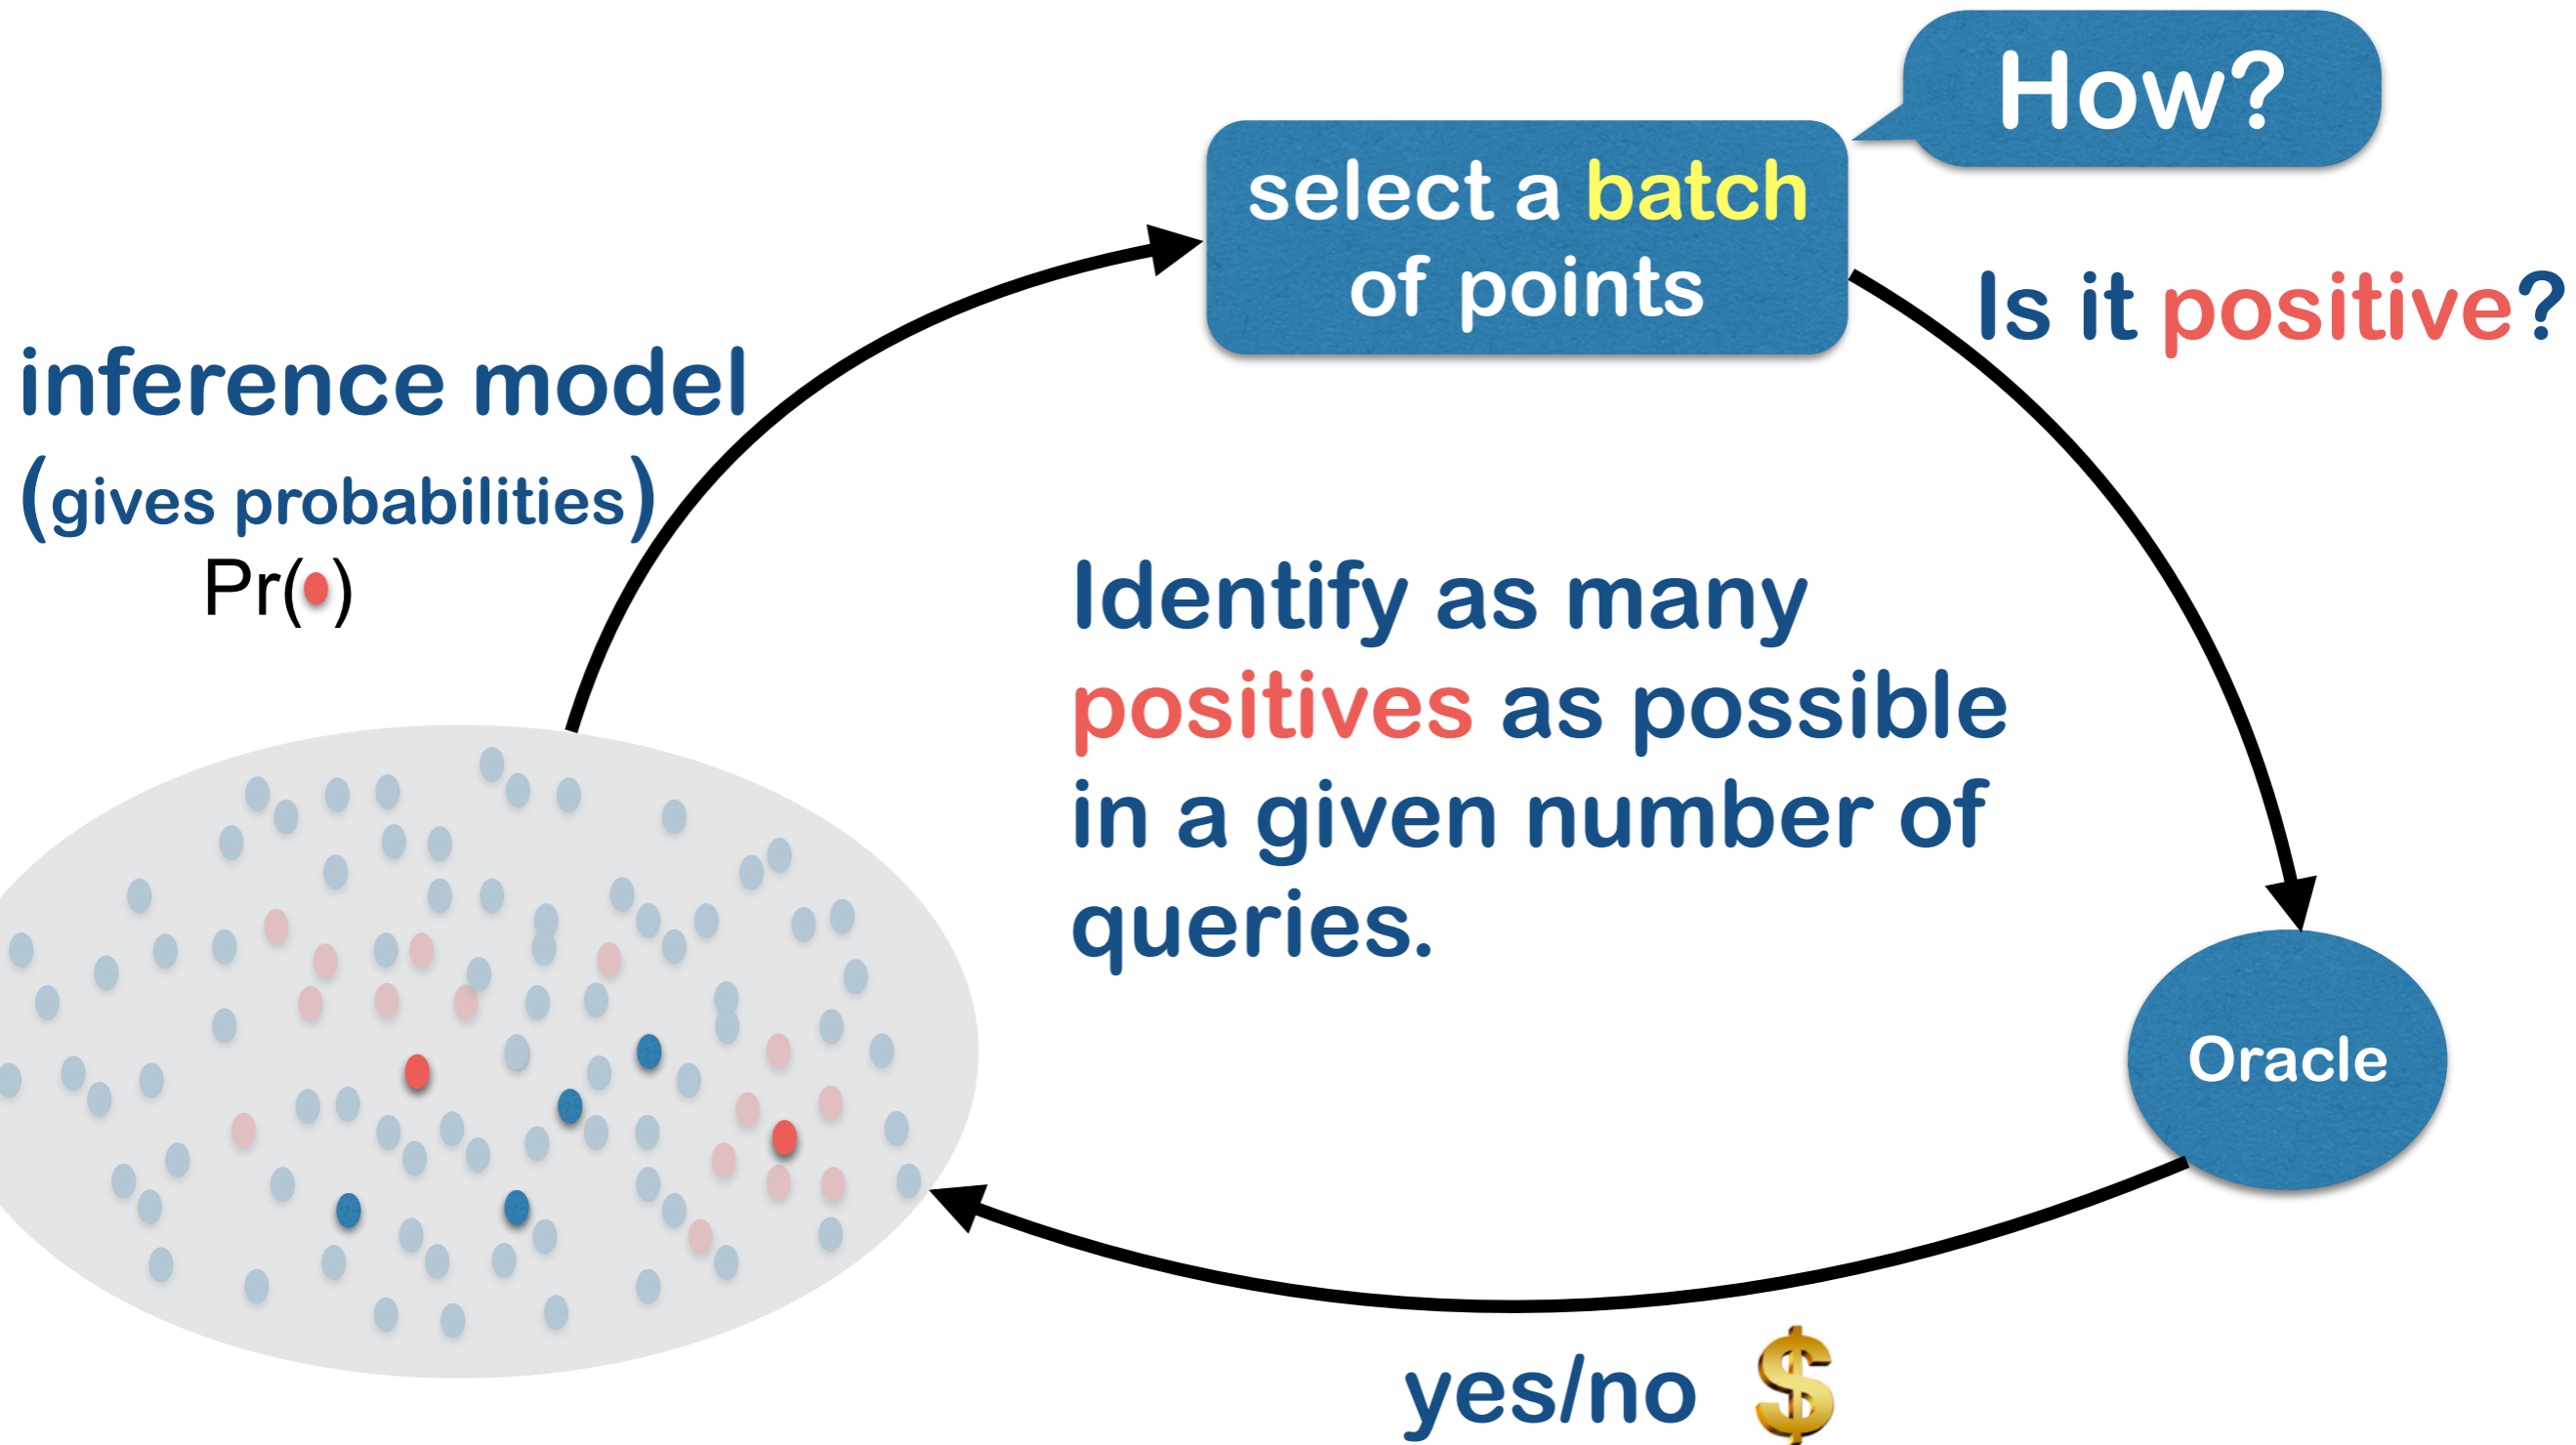 How?
select a batch
of points
Is it positive?
inference model
(gives probabilities)
Pr( )
Identify as many
positives as possible
in a given number of
queries.
Oracle
yes/no $